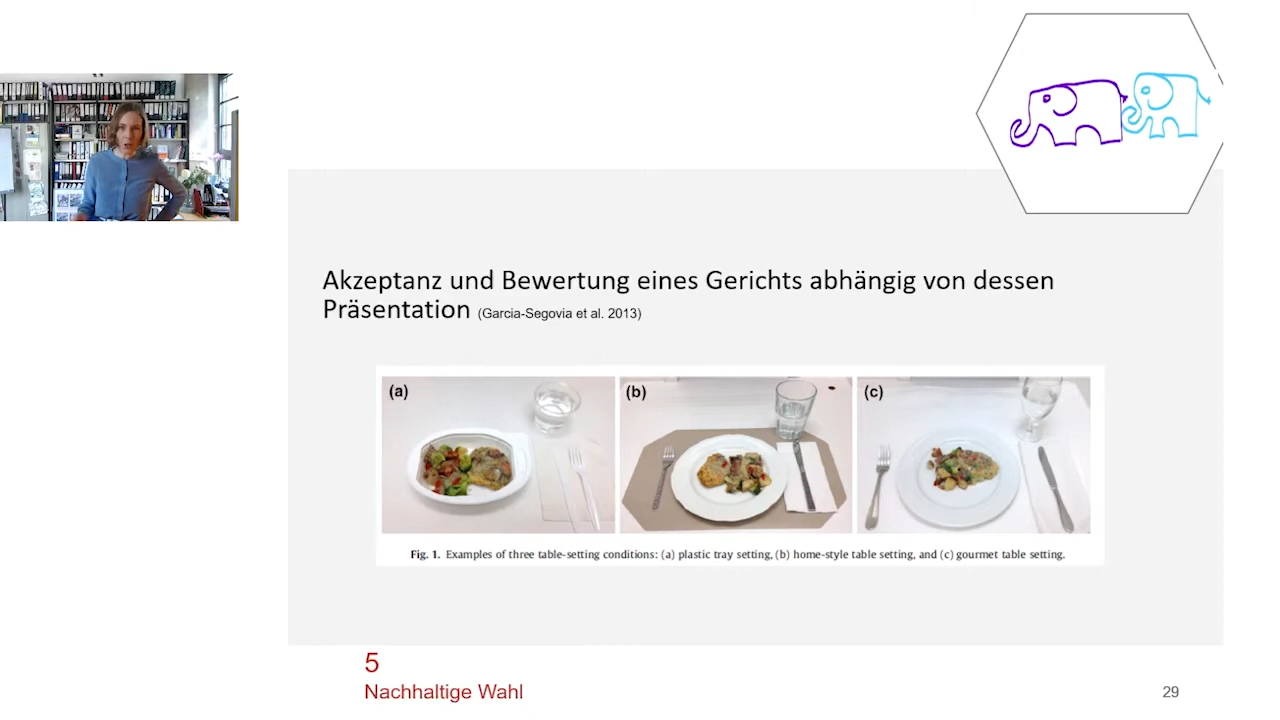 Akzeptanz und Bewertung eines Gerichts abhängig von dessen
Präsentation (Garcia-Segovia et al. 2013)
(a) (b) (c)
Fig. 1. Examples of three table-setting conditions: (a) plastic tray setting, (b) home-style table setting, and (c) gourmet table setting.
5
Nachhaltige Wahl
29